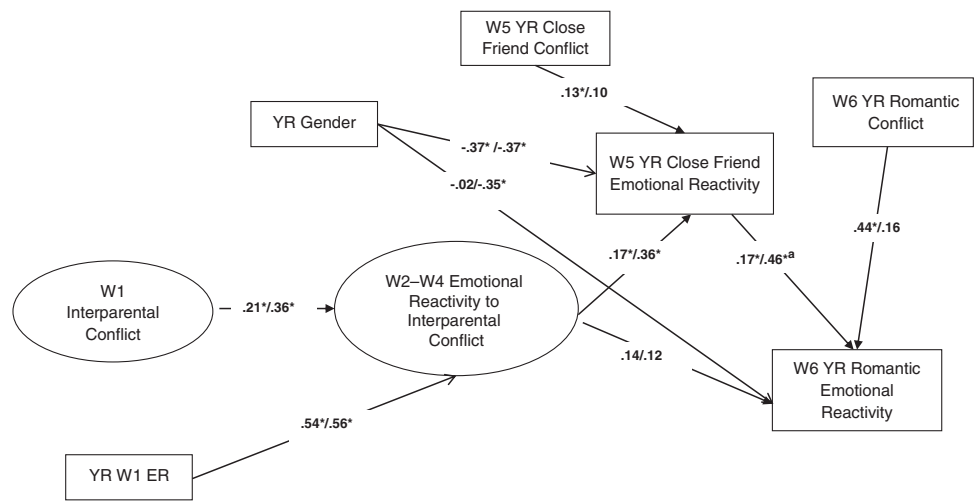 W5 YR Close
Friend Conflict
.13*/.10
W6 YR Romantic
Conflict
YR Gender
-.37* /-.37*
W5 YR Close Friend
Emotional Reactivity
-.02/-.35*
.44*/.16
.17*/.36*
.17*/.46*a
W1
Interparental
Conflict
.21*/.36*
W2–W4 Emotional
Reactivity to
Interparental
Conflict
.14/.12
W6 YR Romantic
Emotional
Reactivity
.54*/.56*
YR W1 ER